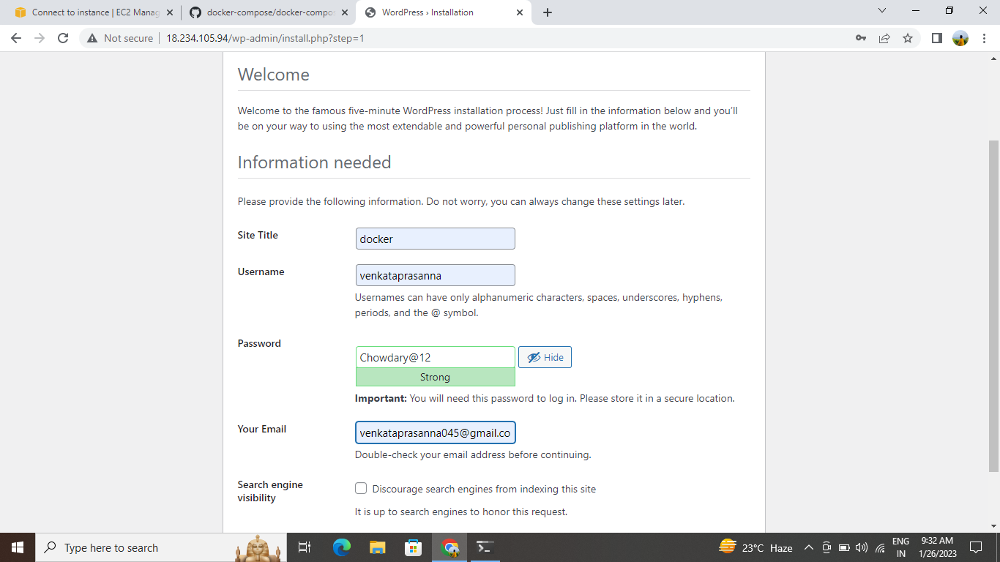 Connect to instance | EC2 Manag
docker-compose/docker-compos
WordPress › Installation
Not secure
18.234.105.94/wp-admin/install.php?step=1
Welcome
Welcome to the famous five-minute WordPress installation process! Just fill in the information below and you’ll
be on your way to using the most extendable and powerful personal publishing platform in the world.
Information needed
Please provide the following information. Do not worry, you can always change these settings later.
Site Title
docker
Username
venkataprasanna
Usernames can have only alphanumeric characters, spaces, underscores, hyphens,
periods, and the @ symbol.
Password
Chowdary@12
Hide
Strong
Important: You will need this password to log in. Please store it in a secure location.
Your Email
venkataprasanna045@gmail.co
Double-check your email address before continuing.
Search engine
visibility
Discourage search engines from indexing this site
It is up to search engines to honor this request.
Type here to search
23°C Haze
ENG
IN
9:32 AM
1/26/2023